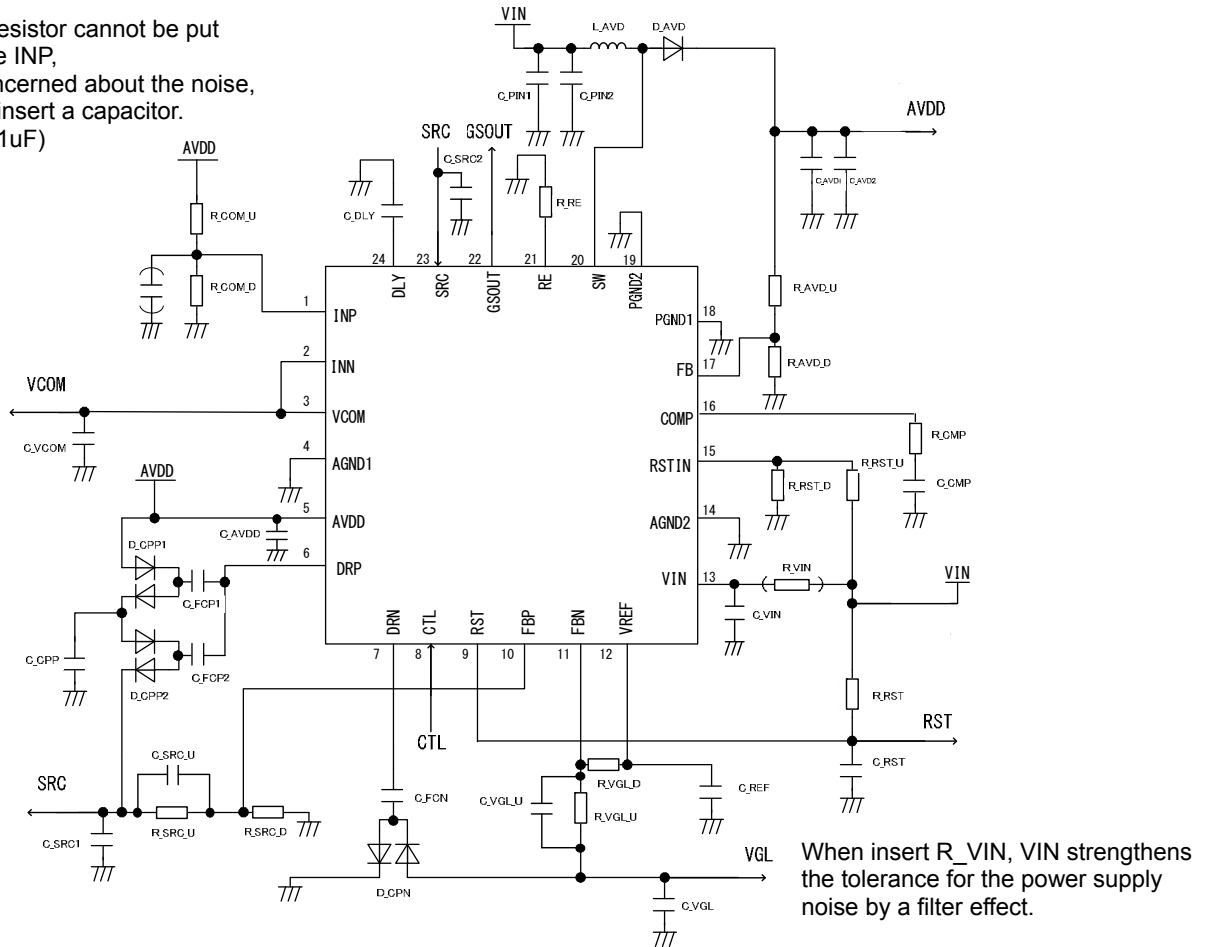 esistor cannot be put
e INP,
ncerned about the noise,
insert a capacitor.
1uF)
VIN
L_AVD
D_AVD
C_PIN1
C_PIN2
AVDD
SRC
GSOUT
C_SRC2
AVDD
C_AVD1
C_AVD2
R_COM_U
C_DLY
R_RE
R_COM_D
24
23
22
21
20
19
DLY
SRC
GSOUT
RE
SW
PGND2
R_AVD_U
1
INP
PGND1
18
2
INN
FB
17
R_AVD_D
VCOM
3
VCOM
COMP
16
R_CMP
C_VCOM
4
AGND1
RSTIN
15
R_RST_U
R_RST_D
C_CMP
AVDD
5
AVDD
C_AVDD
AGND2
14
D_CPP1
6
DRP
VIN
13
R_VIN
VIN
C_FCP1
C_VIN
DRN
CTL
RST
FBP
FBN
VREF
7
8
9
10
11
12
C_CPP
C_FCP2
D_CPP2
R_RST
RST
CTL
C_RST
C_SRC_U
SRC
R_SRC_U
R_SRC_D
C_SRC1
C_FCN
C_VGL_U
R_VGL_D
R_VGL_U
C_REF
D_CPN
VGL
C_VGL
When insert R_VIN, VIN strengthens
the tolerance for the power supply
noise by a filter effect.